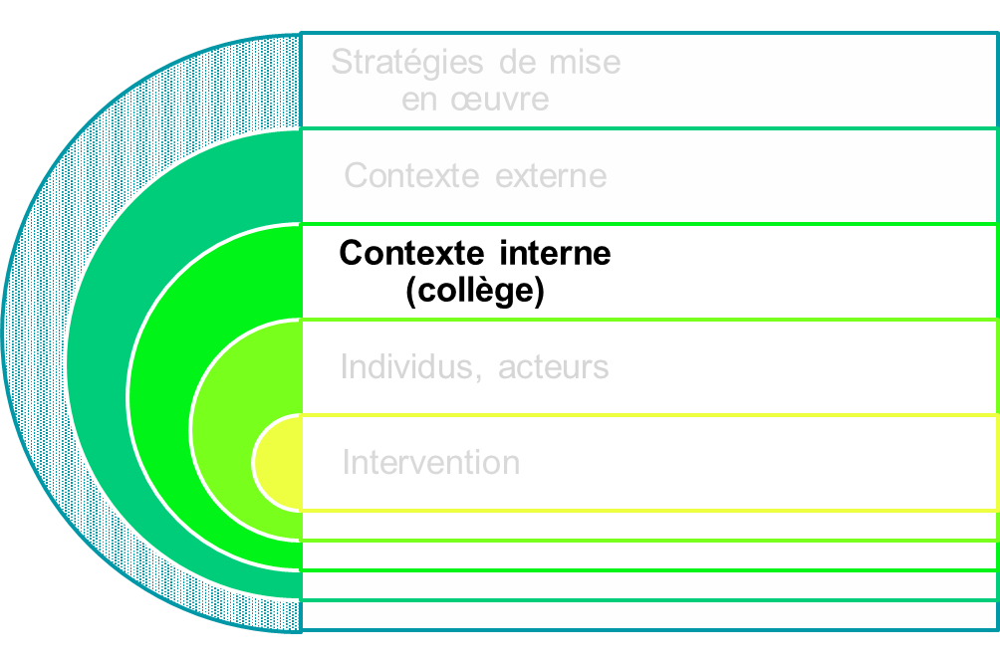 Stratégies de mise
en œuvre
Contexte externe
Contexte interne
(collège)
Individus, acteurs
Intervention